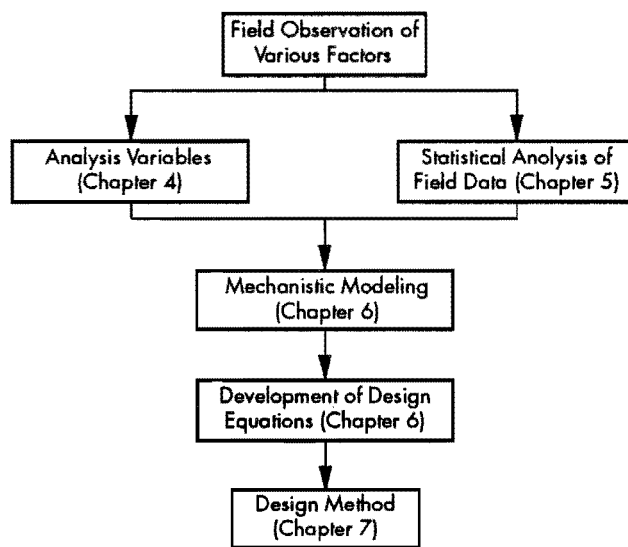 Field Observation of
Various Factors
Analysis Variables
(Chapter 4)
Statistical Anolysis of
Field Data (Chapter 5)
Mechanistic Modeling
(Chapter 6)
Development of Design
Equations (Chapter 6)
Design Method
(Chapter 7)